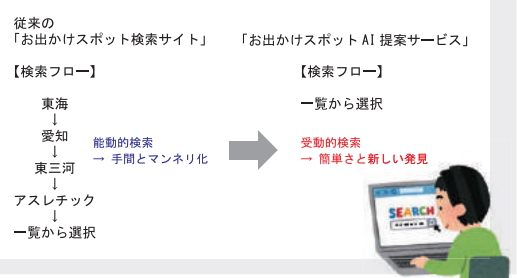 従来の
「お出かけスポット検索サイト」
【検索フロー】
東海
↓
愛知
↓
東三河
↓
アスレチック
↓
一覧から選択
能動的検索
→ 手間とマンネリ化
「お出かけスポット AI 提案サービス」
【検索フロー】
一覧から選択
受動的検索
→ 簡単さと新しい発見
SEARCH